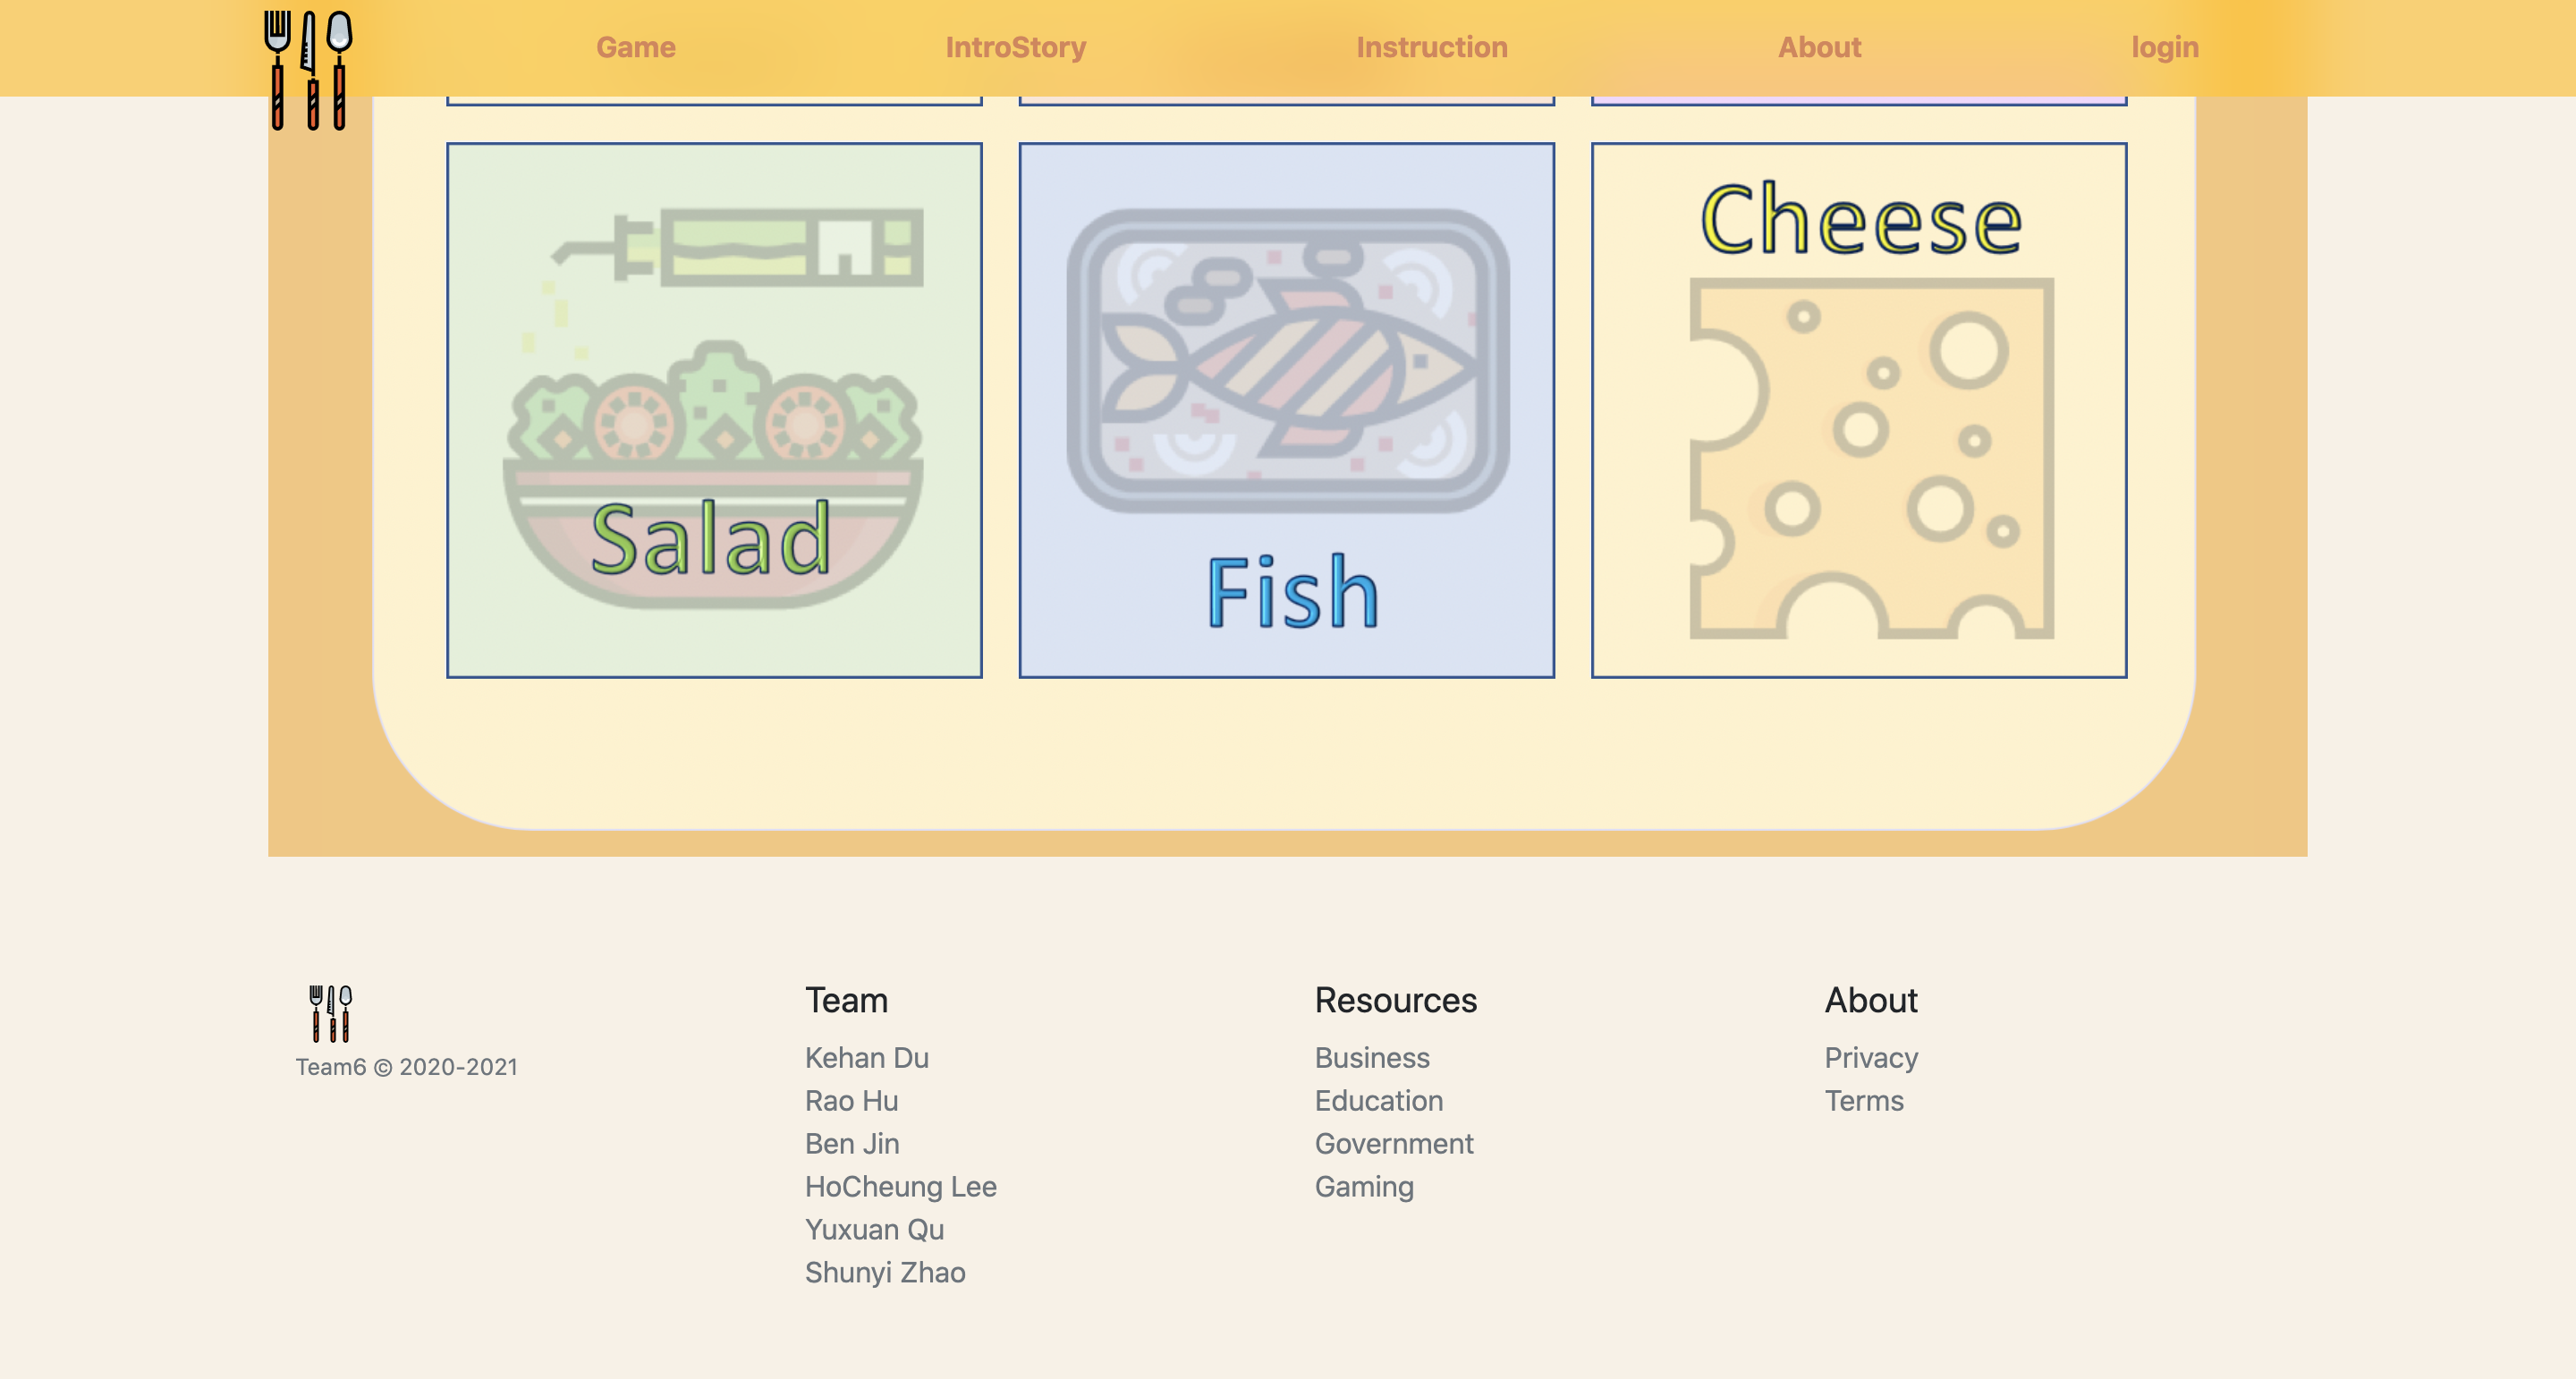 Game IntroStory Instruction About login
Cheese
Salad
Fish
Team6 © 2020-2021
Team
Kehan Du
Rao Hu
Ben Jin
HoCheung Lee
Yuxuan Qu
Shunyi Zhao
Resources
Business
Education
Government
Gaming
About
Privacy
Terms